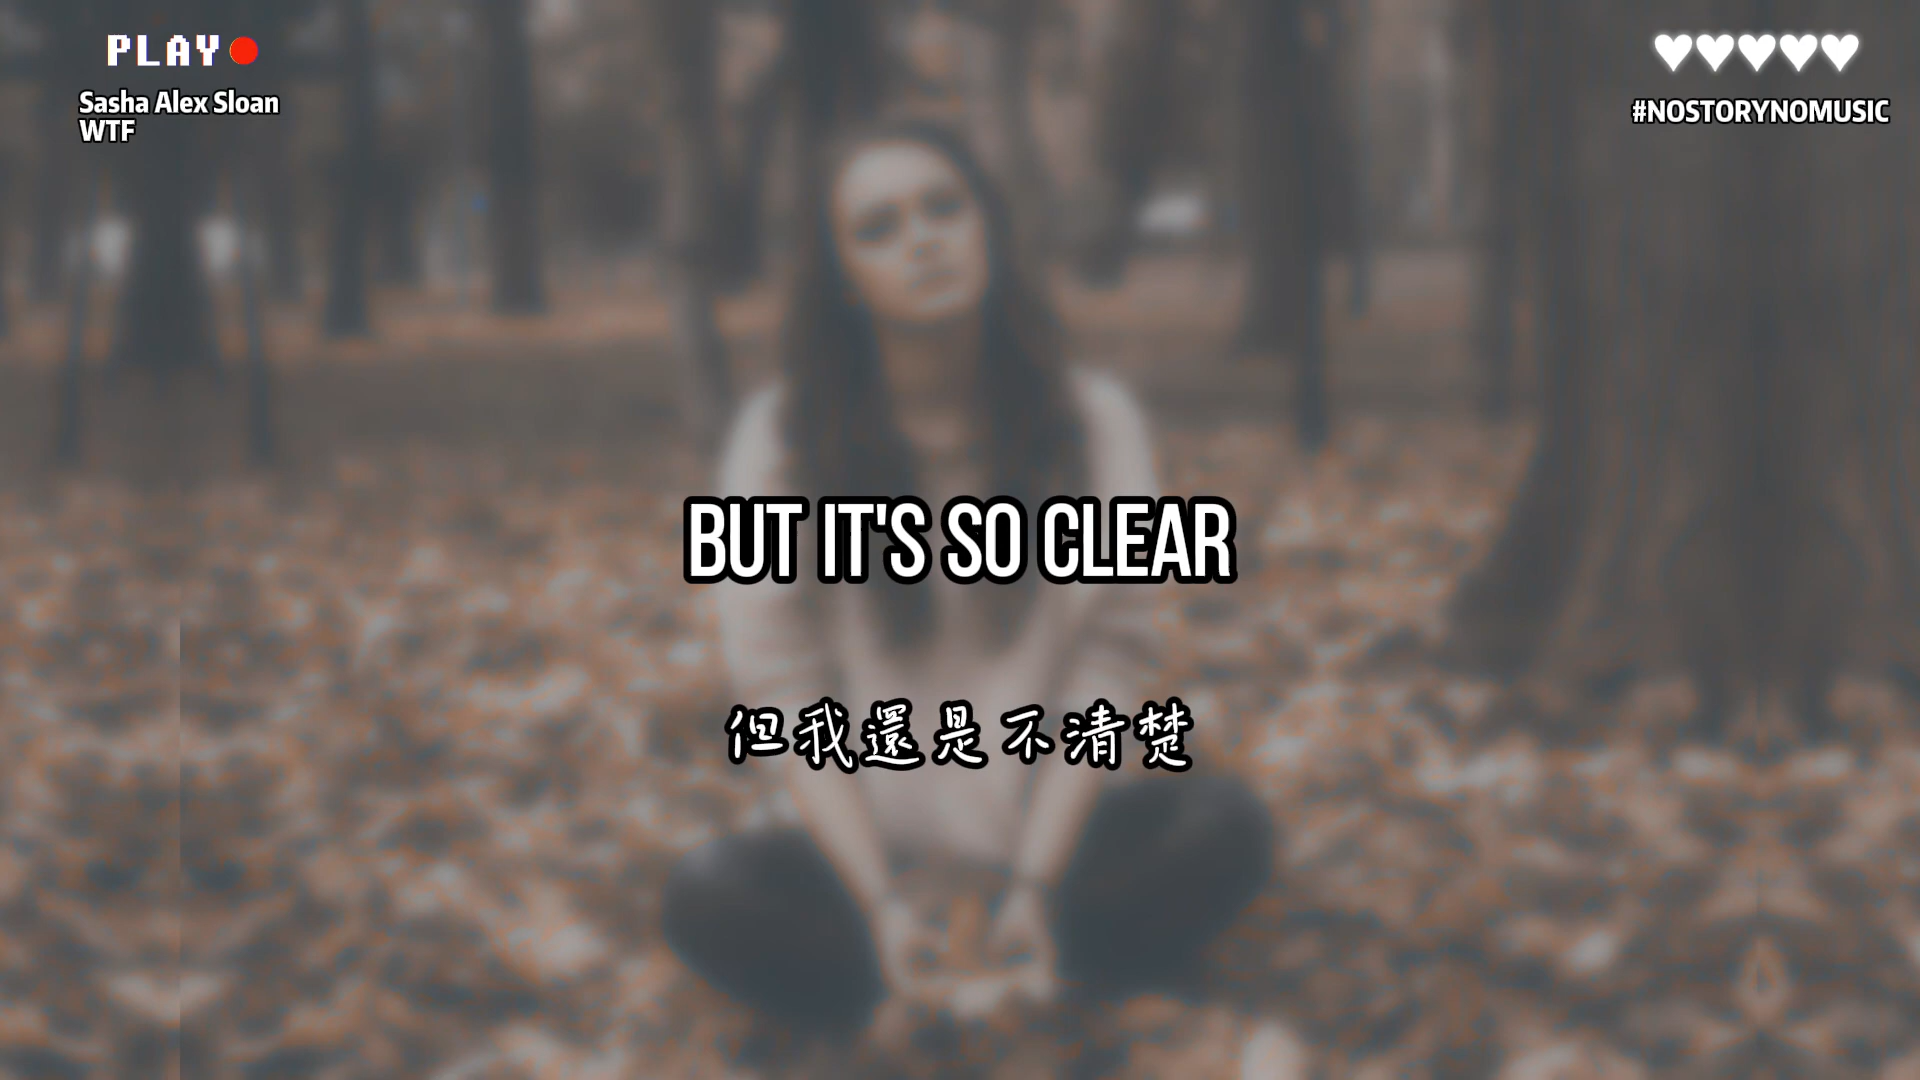 PLAY
Sasha Alex Sloan
WTF
#NOSTORYNOMUSIC
BUT IT'S SO CLEAR
但我還是不清楚